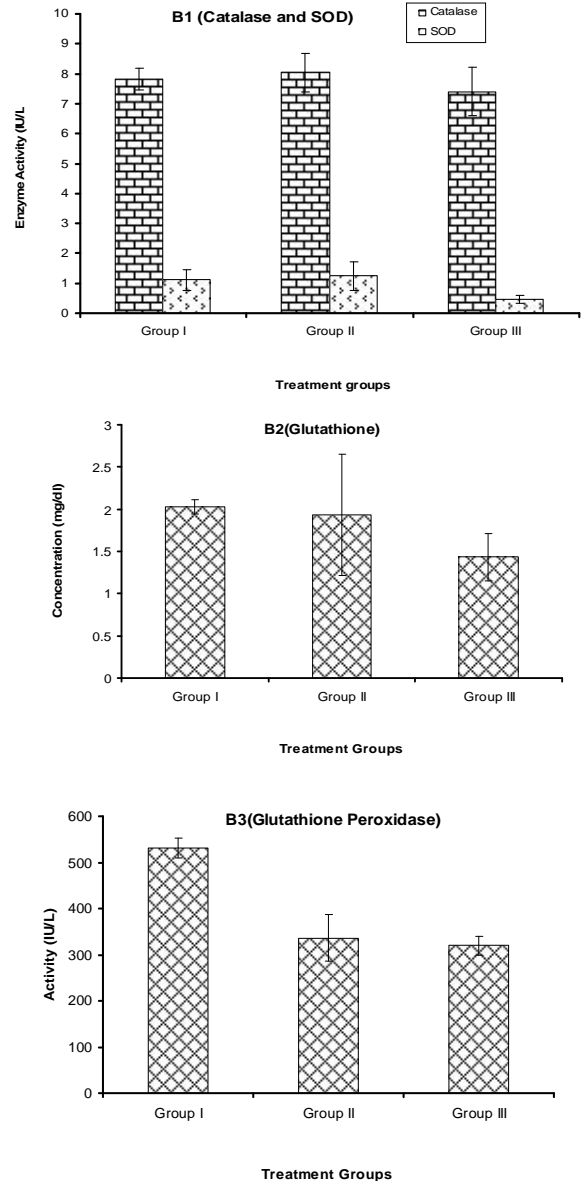 B1 (Catalase and SOD)
Catalase
SOD
Enzyme Activity (IU/L
10
9
8
7
6
5
4
3
2
1
0
Group I Group II Group III
Treatment groups
B2(Glutathione)
Concentration (mg/dl)
3
2.5
2
1.5
1
0.5
0
Group I Group II Group III
Treatment Groups
B3(Glutathione Peroxidase)
Activity (IU/L)
600
500
400
300
200
100
0
Group I Group II Group III
Treatment Groups